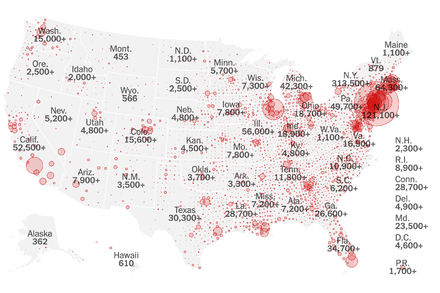 Wash.
15,000+
Mont.
453
N.D.
1,100+
Minn.
5,700+
Maine
1,100+
Vt.
879
Ore.
2,500+
Idaho
2,000+
S.D.
2,500+
Wis.
7,300+
Mich.
42,300+
N.Y.
313,500+
Mass.
64,300+
Wyo.
566
Nev.
5,200+
Utah
4,800+
Colo.
15,600+
Neb.
4,800+
Iowa
7,800+
Ill.
56,000+
Ind.
18,900+
Ohio
18,700+
Pa.
49,700+
N.J.
121,100+
Calif.
52,500+
Kan.
4,500+
Mo.
7,800+
Ky.
4,800+
W.Va.
1,100+
Va.
16,900+
Ariz.
7,900+
N.M.
3,500+
Okla.
3,700+
Ark.
3,300+
Tenn.
11,800+
N.C.
10,900+
S.C.
6,200+
Texas
30,300+
La.
28,700+
Miss.
7,200+
Ala.
7,200+
Ga.
26,600+
Fla.
34,700+
Alaska
362
Hawaii
610
N.H.
2,300+
R.I.
8,900+
Conn.
28,700+
Del.
4,900+
Md.
23,500+
D.C.
4,600+
P.R.
1,700+